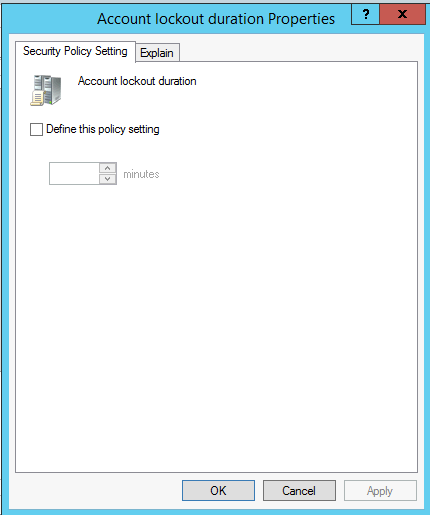 Account lockout duration Properties
? x
Security Policy Setting Explain
Account lockout duration
Define this policy setting
minutes
OK Cancel Apply